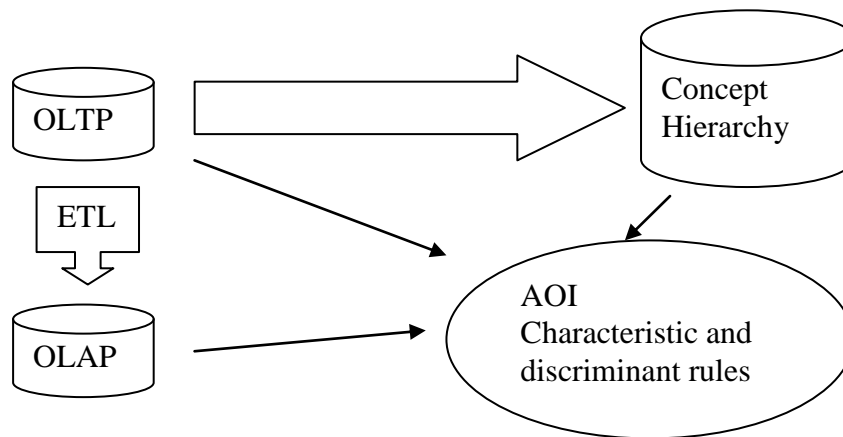 OLTP
Concept
Hierarchy
ETL
OLAP
AOI
Characteristic and
discriminant rules